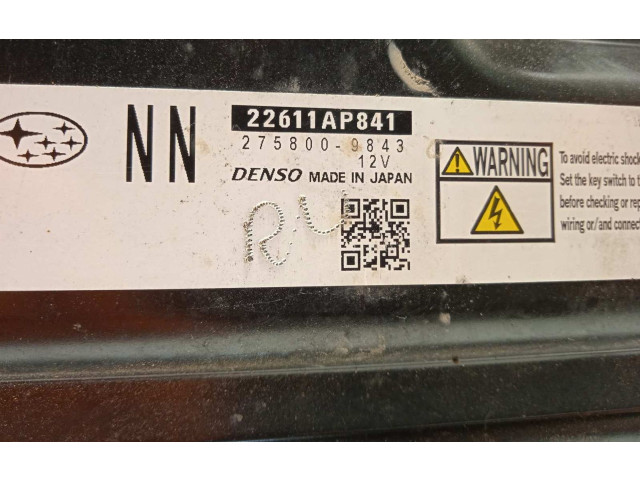 NN
22611AP841
275800-9843
12V
DENSO MADE IN JAPAN
RU
WARNING
To avoid electric shock
Set the key switch to t
before checking or rep
wiring or/and connec